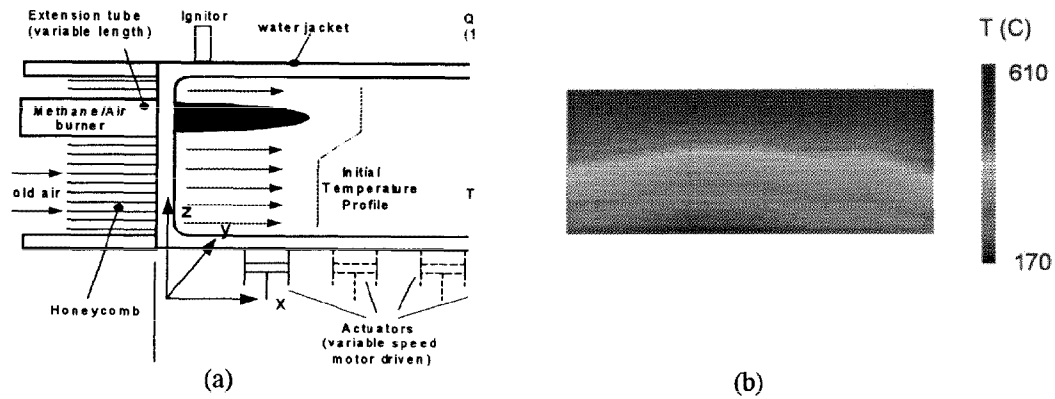 Extension tube
(variable length)
Ignitor
water jacket
Q
(1
Methane/Air
burner
old air
Initial
Temperature
Profile
T
z
y
x
Honeycomb
Actuators
(variable speed
motor driven)
(a)
T (C)
610
170
(b)